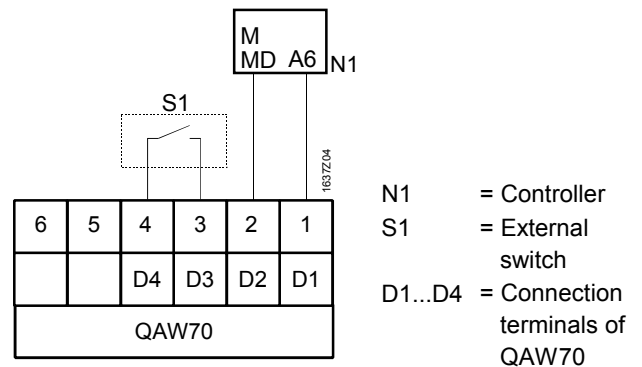 M
MD A6 N1
S1
1637Z04
6 5 4 3 2 1
D4 D3 D2 D1
QAW70
N1 = Controller
S1 = External
switch
D1...D4 = Connection
terminals of
QAW70